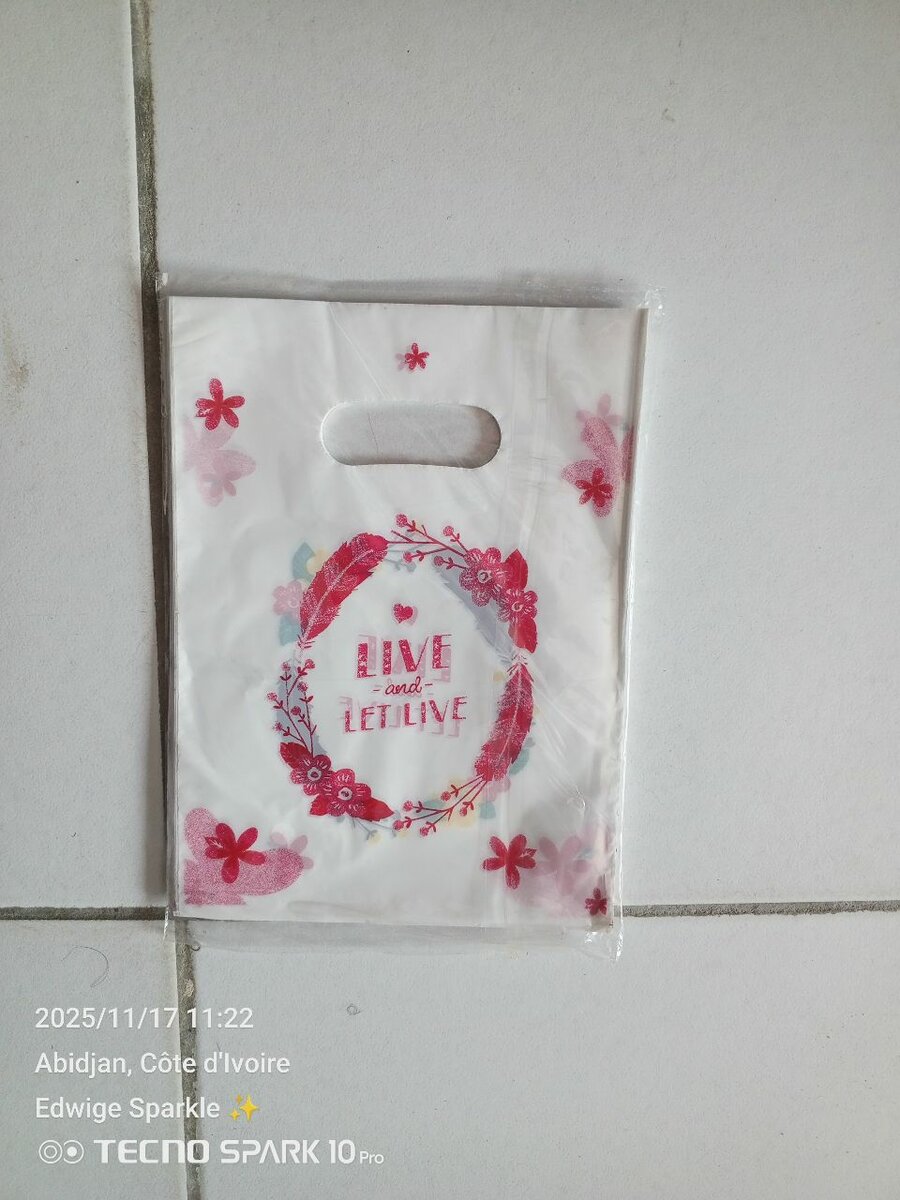 LIVE
-and-
LET LIVE
2025/11/17 11:22
Abidjan, Côte d'Ivoire
Edwige Sparkle ✨
TECNO SPARK 10 Pro